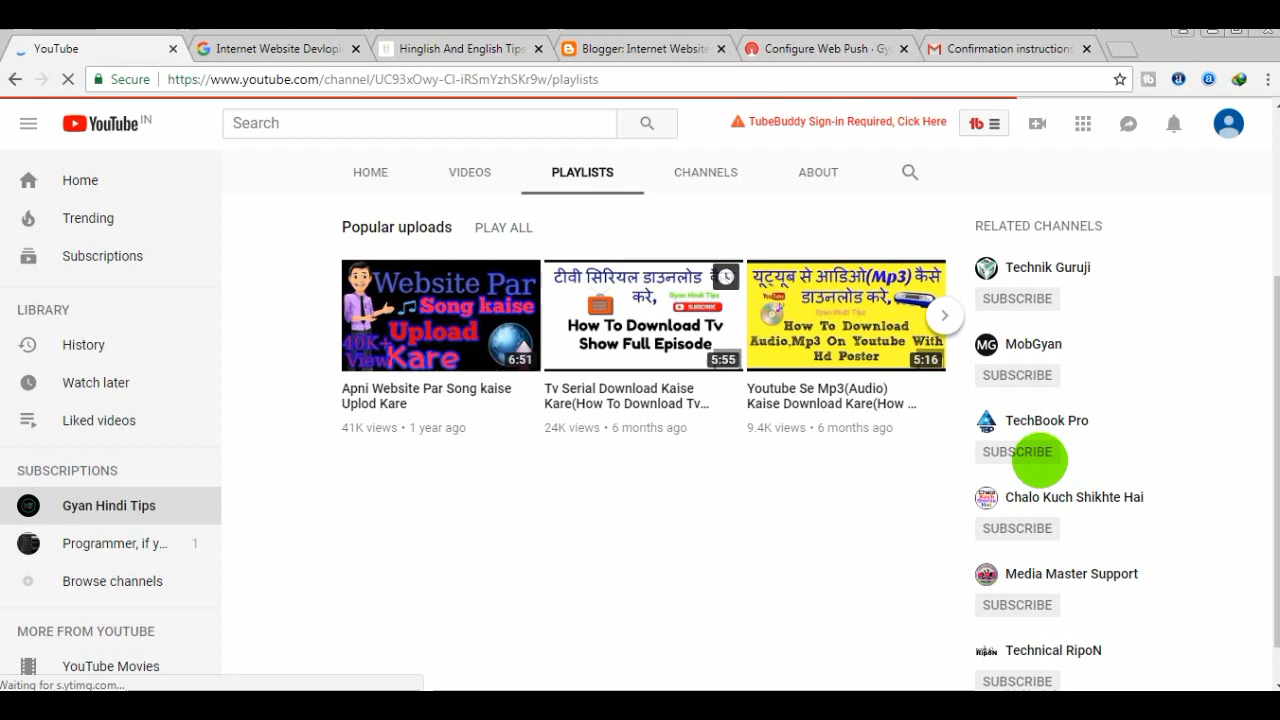 YouTube
Internet Website Devlopi
Hinglish And English Tips
Blogger: Internet Website
Configure Web Push · Gy
Confirmation instructions
Secure
https://www.youtube.com/channel/UC93xOwy-CI-iRSmYzhSKr9w/playlists
YouTube IN
Search
TubeBuddy Sign-in Required, Click Here
HOME
VIDEOS
PLAYLISTS
CHANNELS
ABOUT
Home
Trending
Subscriptions
LIBRARY
History
Watch later
Liked videos
SUBSCRIPTIONS
Gyan Hindi Tips
Programmer, if y... 1
Browse channels
MORE FROM YOUTUBE
YouTube Movies
Waiting for s.ytimg.com...
Popular uploads PLAY ALL
Website Par
Song kaise
Upload
Kare
40K+
View
6:51
Apni Website Par Song kaise
Uplod Kare
41K views • 1 year ago
टीवी सिरियल डाउनलोड
करे,
Gyan Hindi Tips
SUBSCRIBE
How To Download Tv
Show Full Episode
5:55
Tv Serial Download Kaise
Kare(How To Download Tv...
24K views • 6 months ago
यूट्यूब से आडिओ(Mp3) कैसे
डाउनलोड करे,
YouTube
Gyan Hindi Tips
How To Download
Audio,Mp3 On Youtube With
Hd Poster
5:16
Youtube Se Mp3(Audio)
Kaise Download Kare(How ...
9.4K views • 6 months ago
RELATED CHANNELS
Technik Guruji
SUBSCRIBE
MG
MobGyan
SUBSCRIBE
TechBook Pro
SUBSCRIBE
Chalo Kuch Shikhte Hai
SUBSCRIBE
Media Master Support
SUBSCRIBE
Technical RipoN
SUBSCRIBE